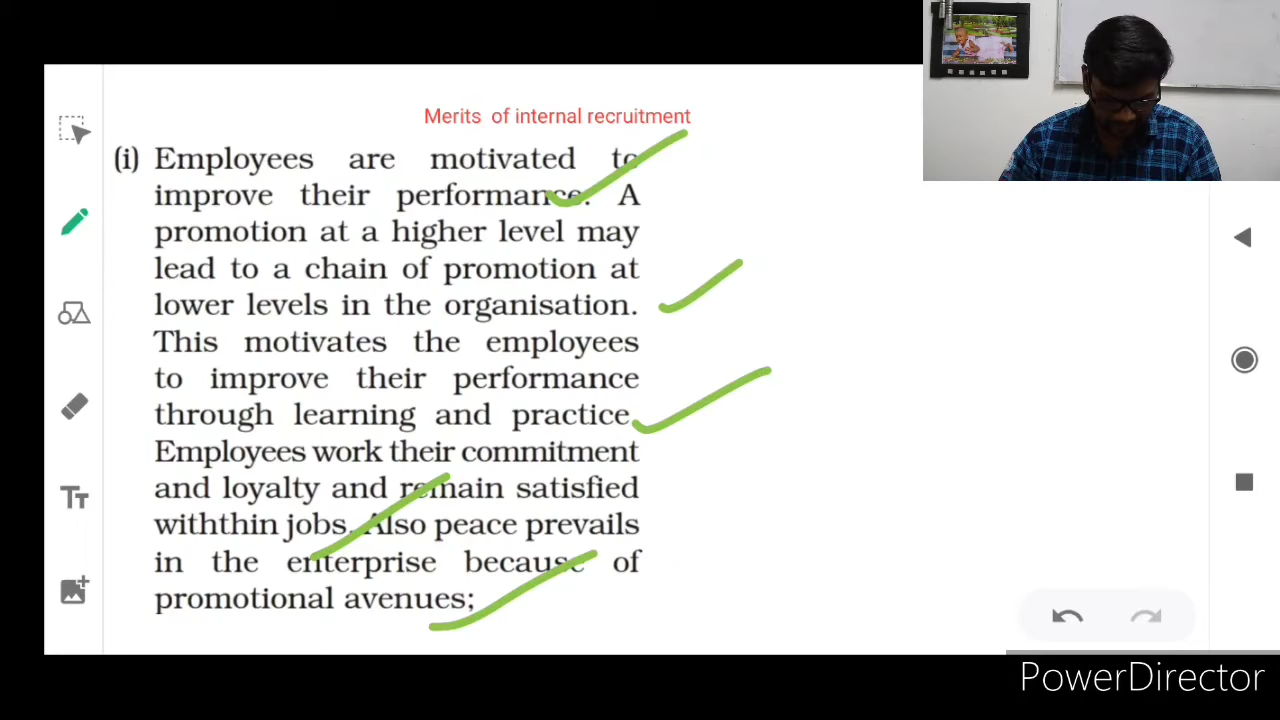 Merits of internal recruitment
(i) Employees are motivated to
improve their performance. A
promotion at a higher level may
lead to a chain of promotion at
lower levels in the organisation.
This motivates the employees
to improve their performance
through learning and practice.
Employees work their commitment
and loyalty and remain satisfied
withthin jobs. Also peace prevails
in the enterprise because of
promotional avenues;
Tт
PowerDirector